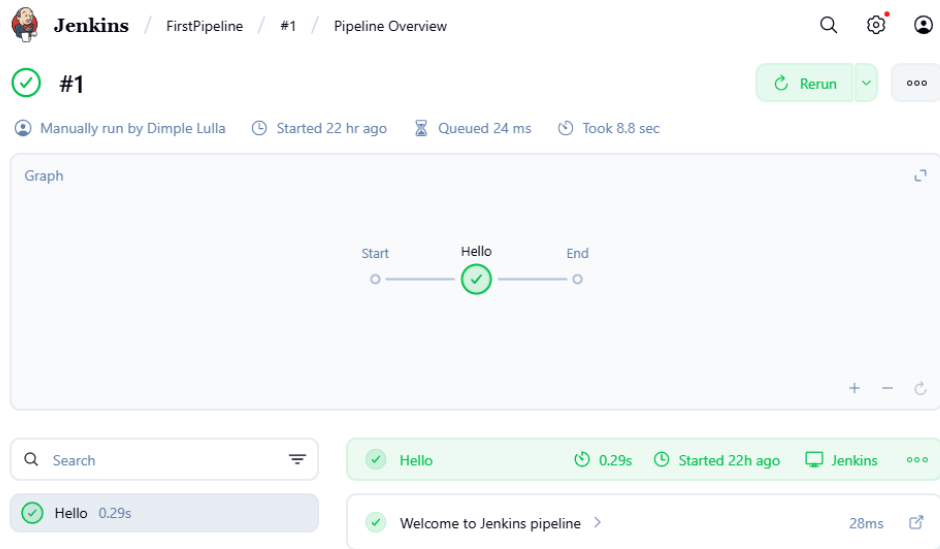 Jenkins / FirstPipeline / #1 / Pipeline Overview
#1
Rerun
Manually run by Dimple Lulla Started 22 hr ago Queued 24 ms Took 8.8 sec
Graph
Start Hello End
Search
Hello 0.29s Started 22h ago Jenkins
Hello 0.29s
Welcome to Jenkins pipeline 28ms